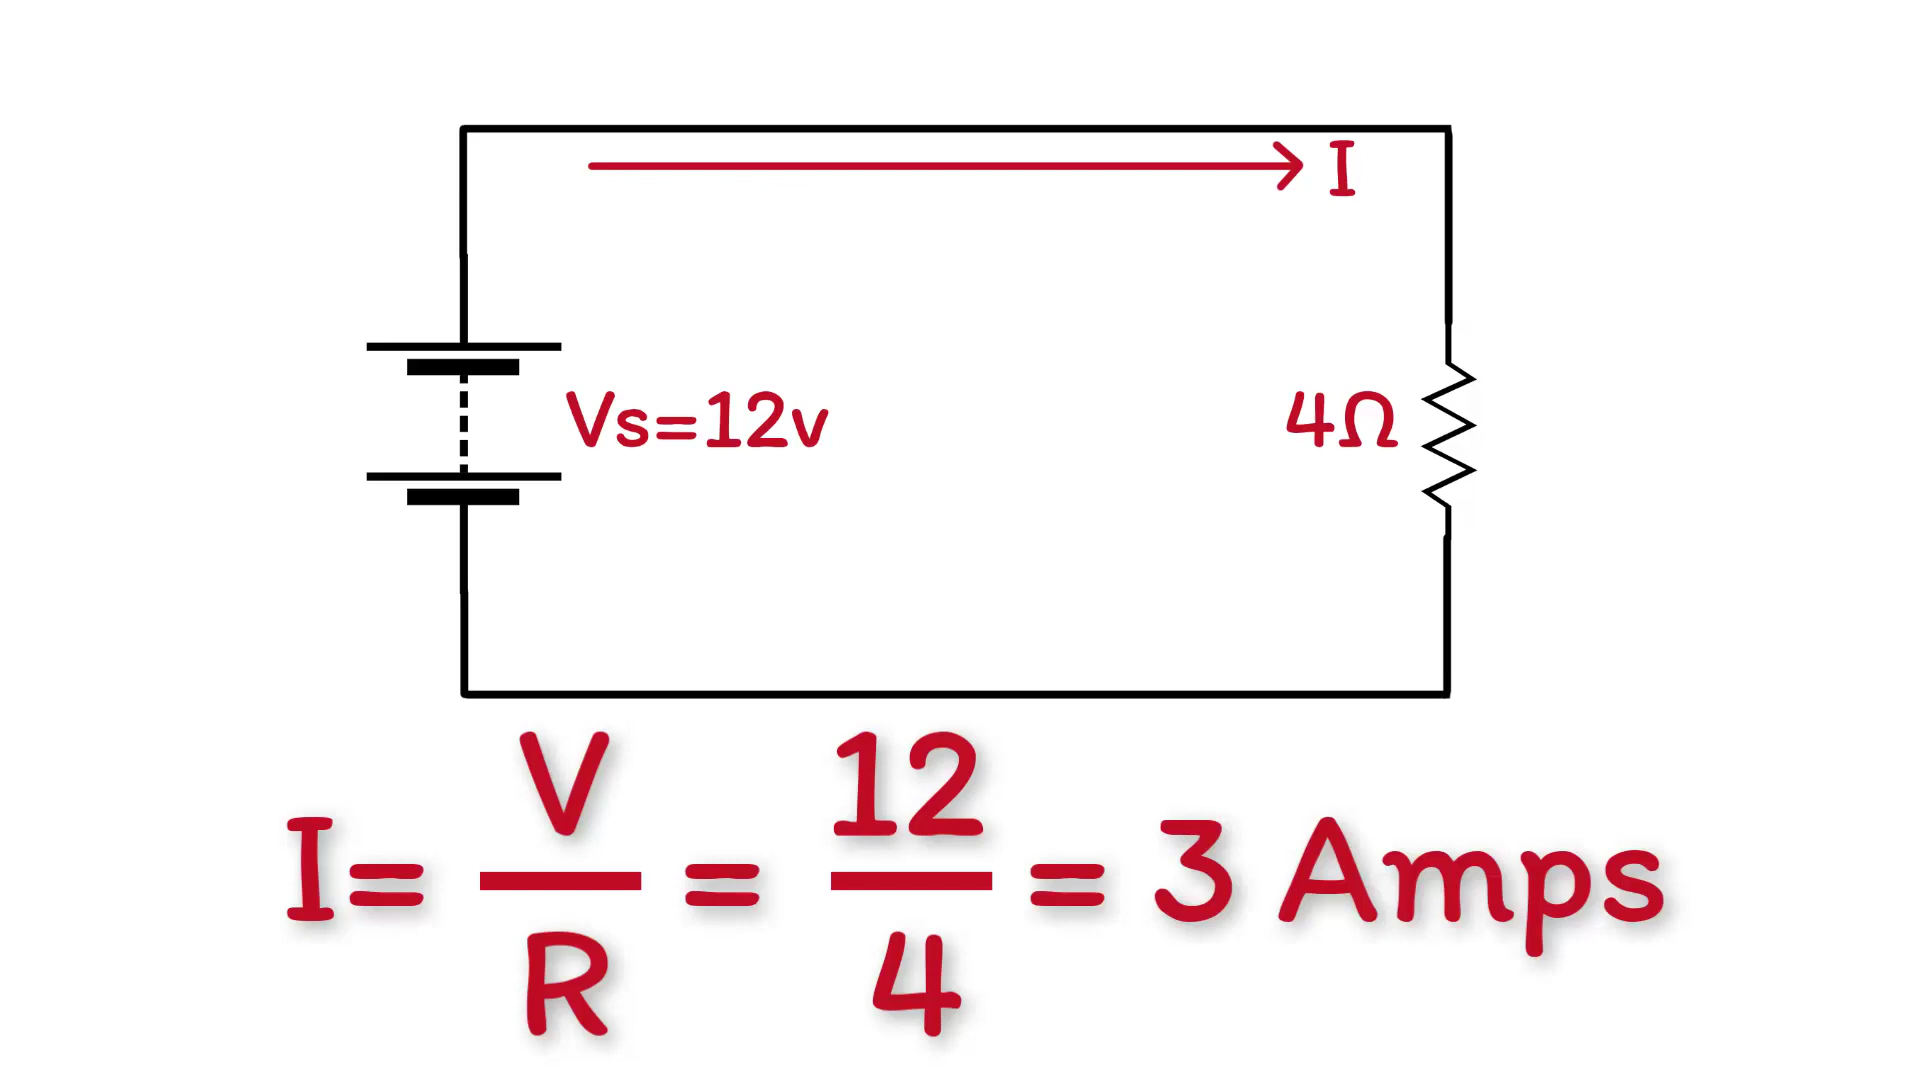 I
Vs=12v
4Ω
I= V/R = 12/4 = 3 Amps